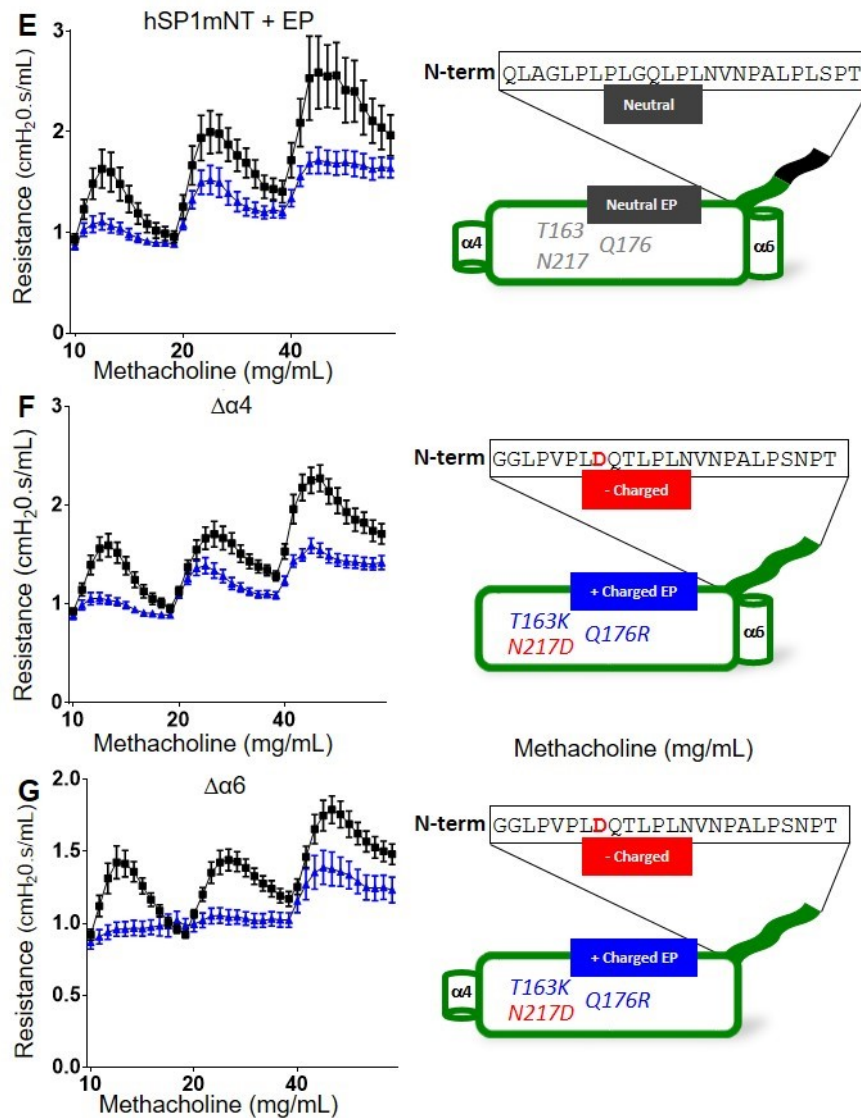 E
hSP1mNT + EP
3
2
1
0
10
20
40
Resistance (cmH20.s/mL)
Methacholine (mg/mL)
N-term QLAGLPLPLGQLPLNVNPALPLSPT
Neutral
Neutral EP
α4
T163
Q176
N217
α6
F
Δα4
3
2
1
0
10
20
40
Resistance (cmH20.s/mL)
Methacholine (mg/mL)
N-term GGLPVPLDQTLPLNVNPALPSNPT
- Charged
+ Charged EP
T163K
Q176R
N217D
α6
Methacholine (mg/mL)
G
Δα6
2.0
1.5
1.0
0.5
0.0
10
20
40
Resistance (cmH20.s/mL)
Methacholine (mg/mL)
N-term GGLPVPLDQTLPLNVNPALPSNPT
- Charged
+ Charged EP
α4
T163K
Q176R
N217D